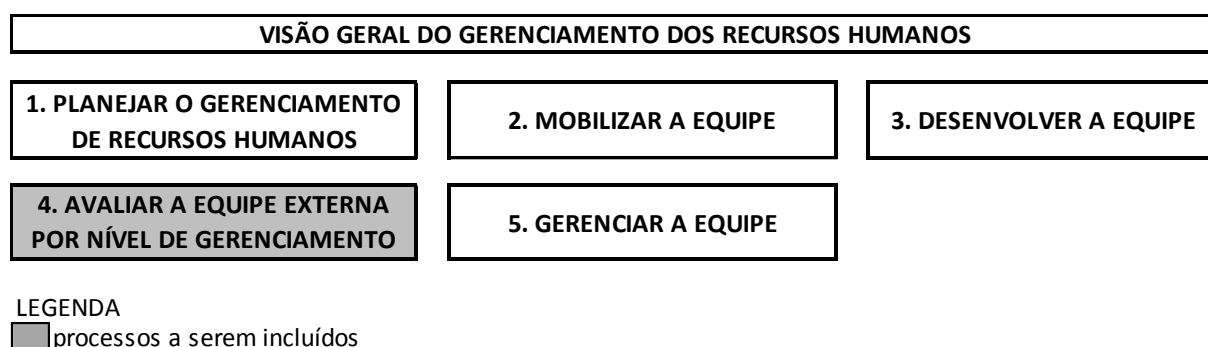 VISÃO GERAL DO GERENCIAMENTO DOS RECURSOS HUMANOS
1. PLANEJAR O GERENCIAMENTO
DE RECURSOS HUMANOS
2. MOBILIZAR A EQUIPE
3. DESENVOLVER A EQUIPE
4. AVALIAR A EQUIPE EXTERNA
POR NÍVEL DE GERENCIAMENTO
5. GERENCIAR A EQUIPE
LEGENDA
processos a serem incluídos